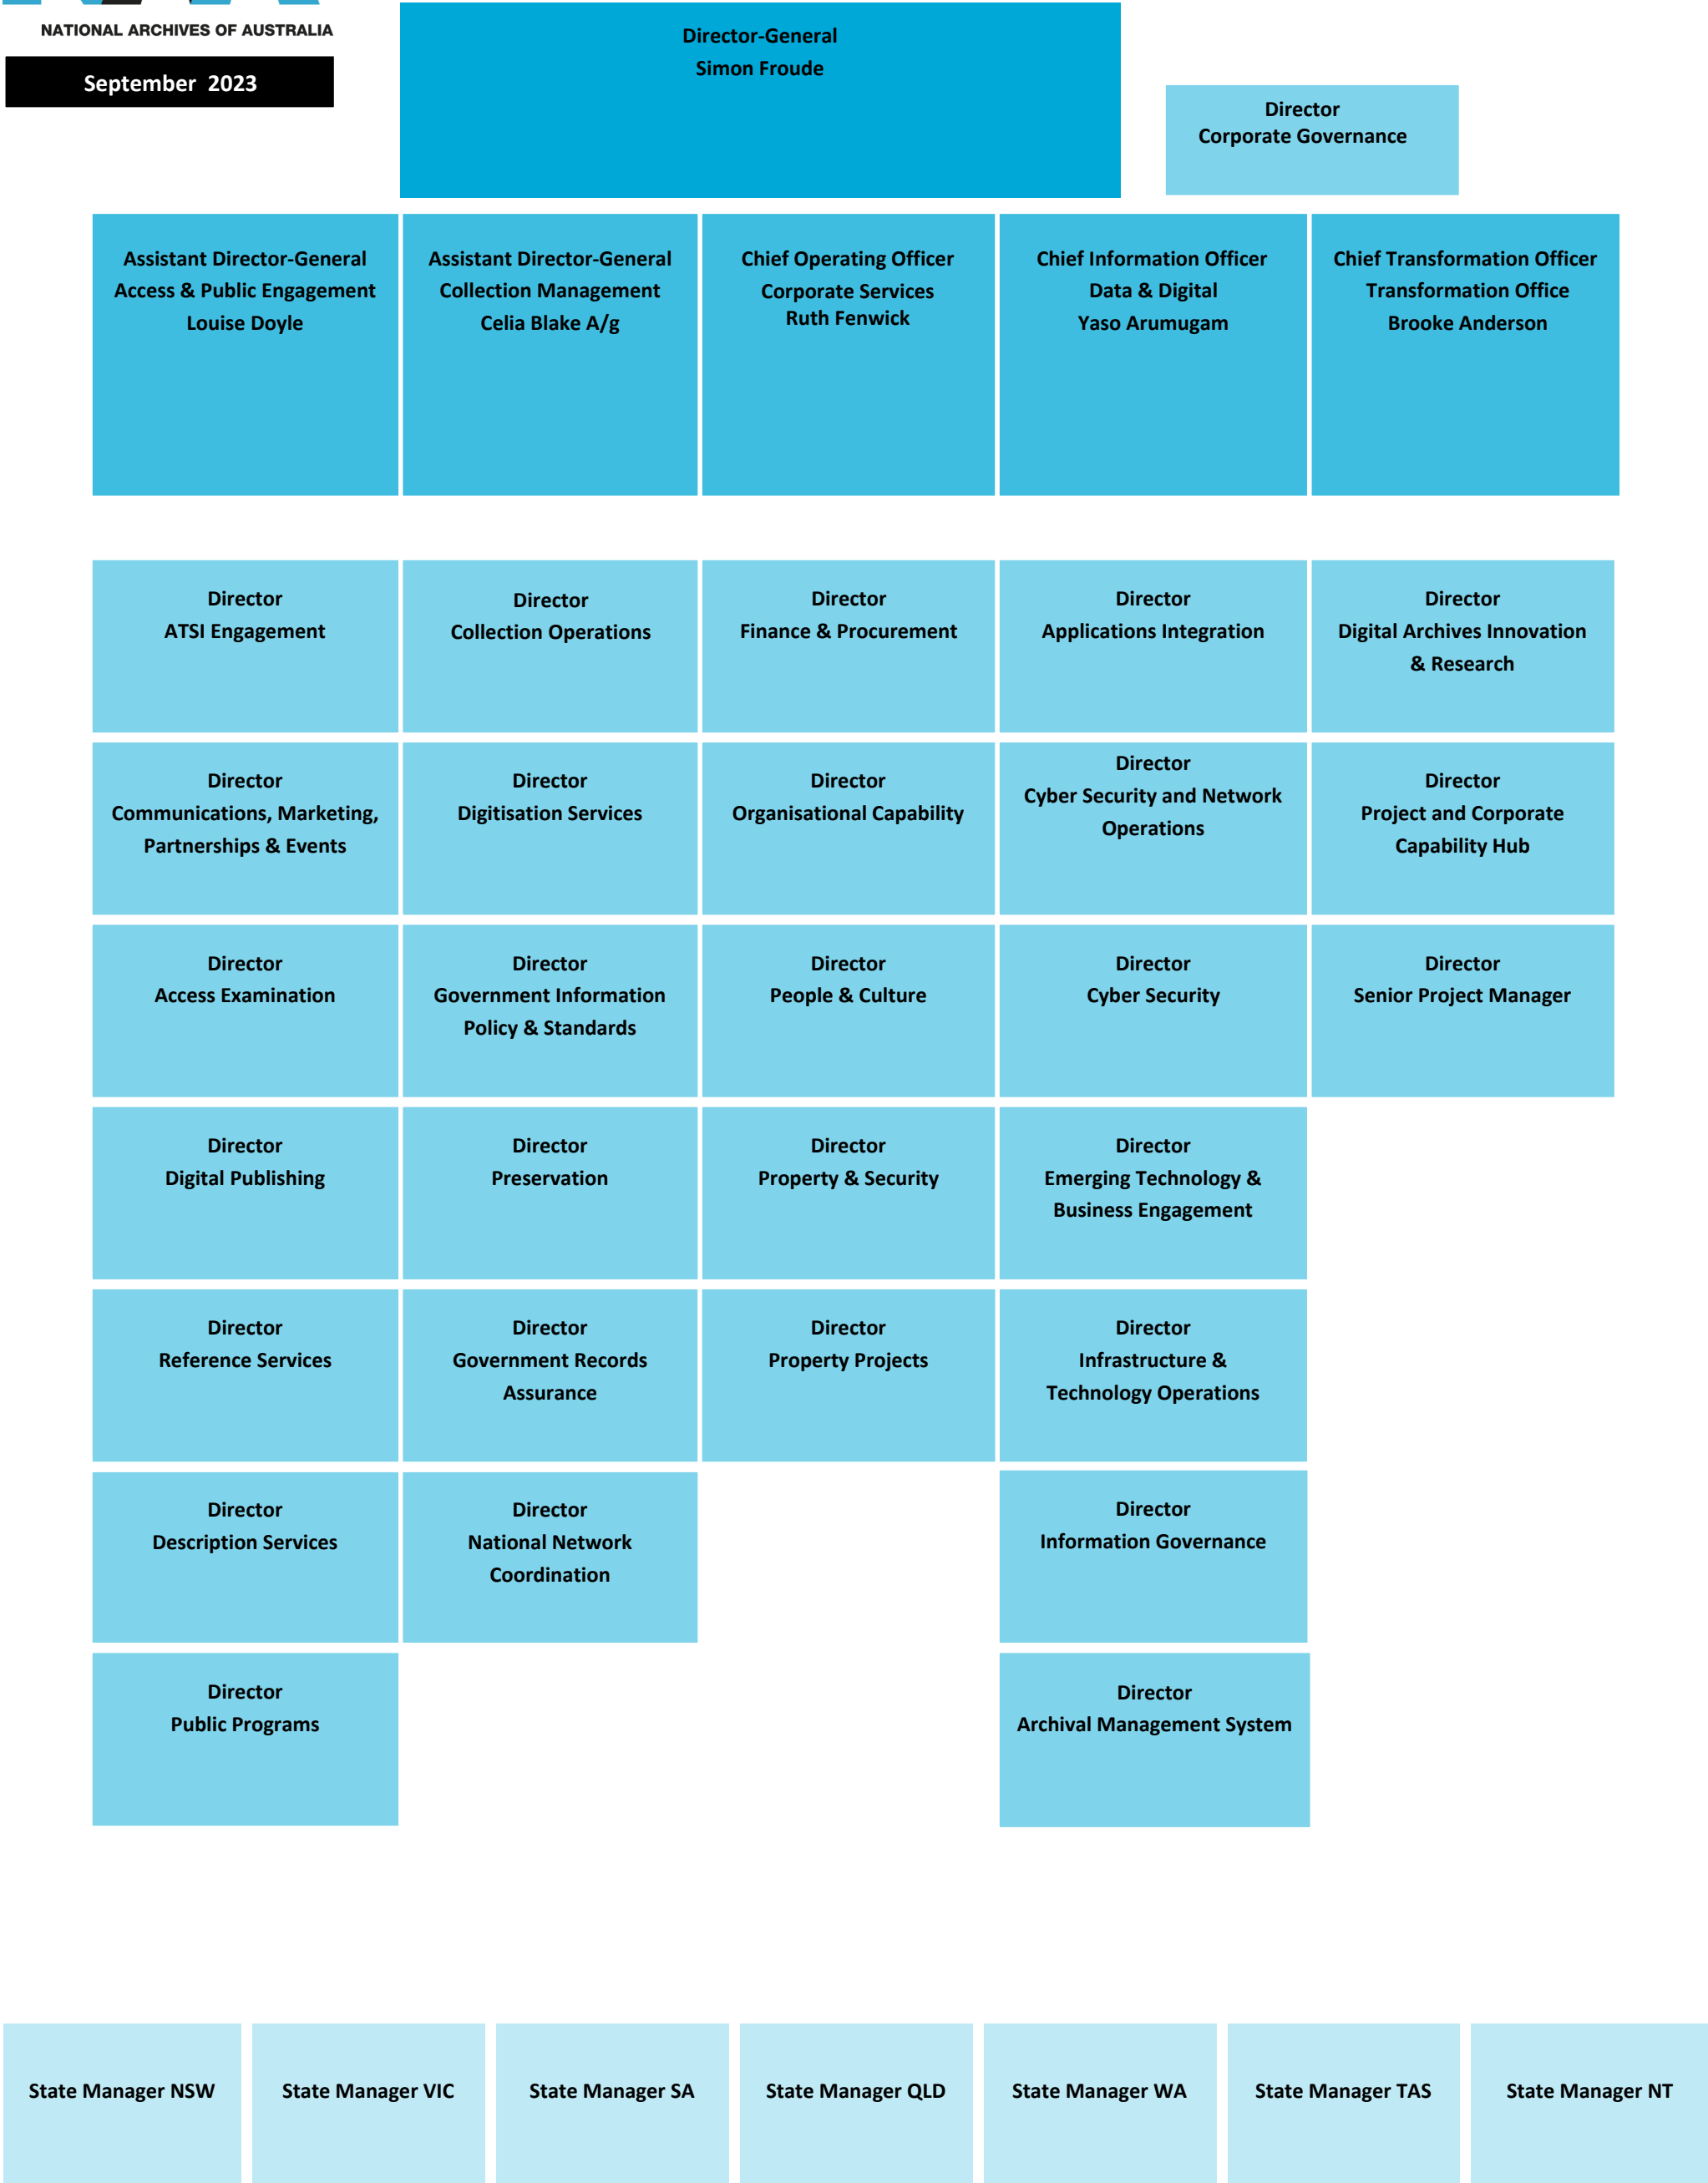 NATIONAL ARCHIVES OF AUSTRALIA
September 2023
Director-General
Simon Froude
Director
Corporate Governance
Assistant Director-General
Access & Public Engagement
Louise Doyle
Assistant Director-General
Collection Management
Celia Blake A/g
Chief Operating Officer
Corporate Services
Ruth Fenwick
Chief Information Officer
Data & Digital
Yaso Arumugam
Chief Transformation Officer
Transformation Office
Brooke Anderson
Director
ATSI Engagement
Director
Collection Operations
Director
Finance & Procurement
Director
Applications Integration
Director
Digital Archives Innovation
& Research
Director
Communications, Marketing,
Partnerships & Events
Director
Digitisation Services
Director
Organisational Capability
Director
Cyber Security and Network
Operations
Director
Project and Corporate
Capability Hub
Director
Access Examination
Director
Government Information
Policy & Standards
Director
People & Culture
Director
Cyber Security
Director
Senior Project Manager
Director
Digital Publishing
Director
Preservation
Director
Property & Security
Director
Emerging Technology &
Business Engagement
Director
Reference Services
Director
Government Records
Assurance
Director
Property Projects
Director
Infrastructure &
Technology Operations
Director
Description Services
Director
National Network
Coordination
Director
Information Governance
Director
Public Programs
Director
Archival Management System
State Manager NSW
State Manager VIC
State Manager SA
State Manager QLD
State Manager WA
State Manager TAS
State Manager NT